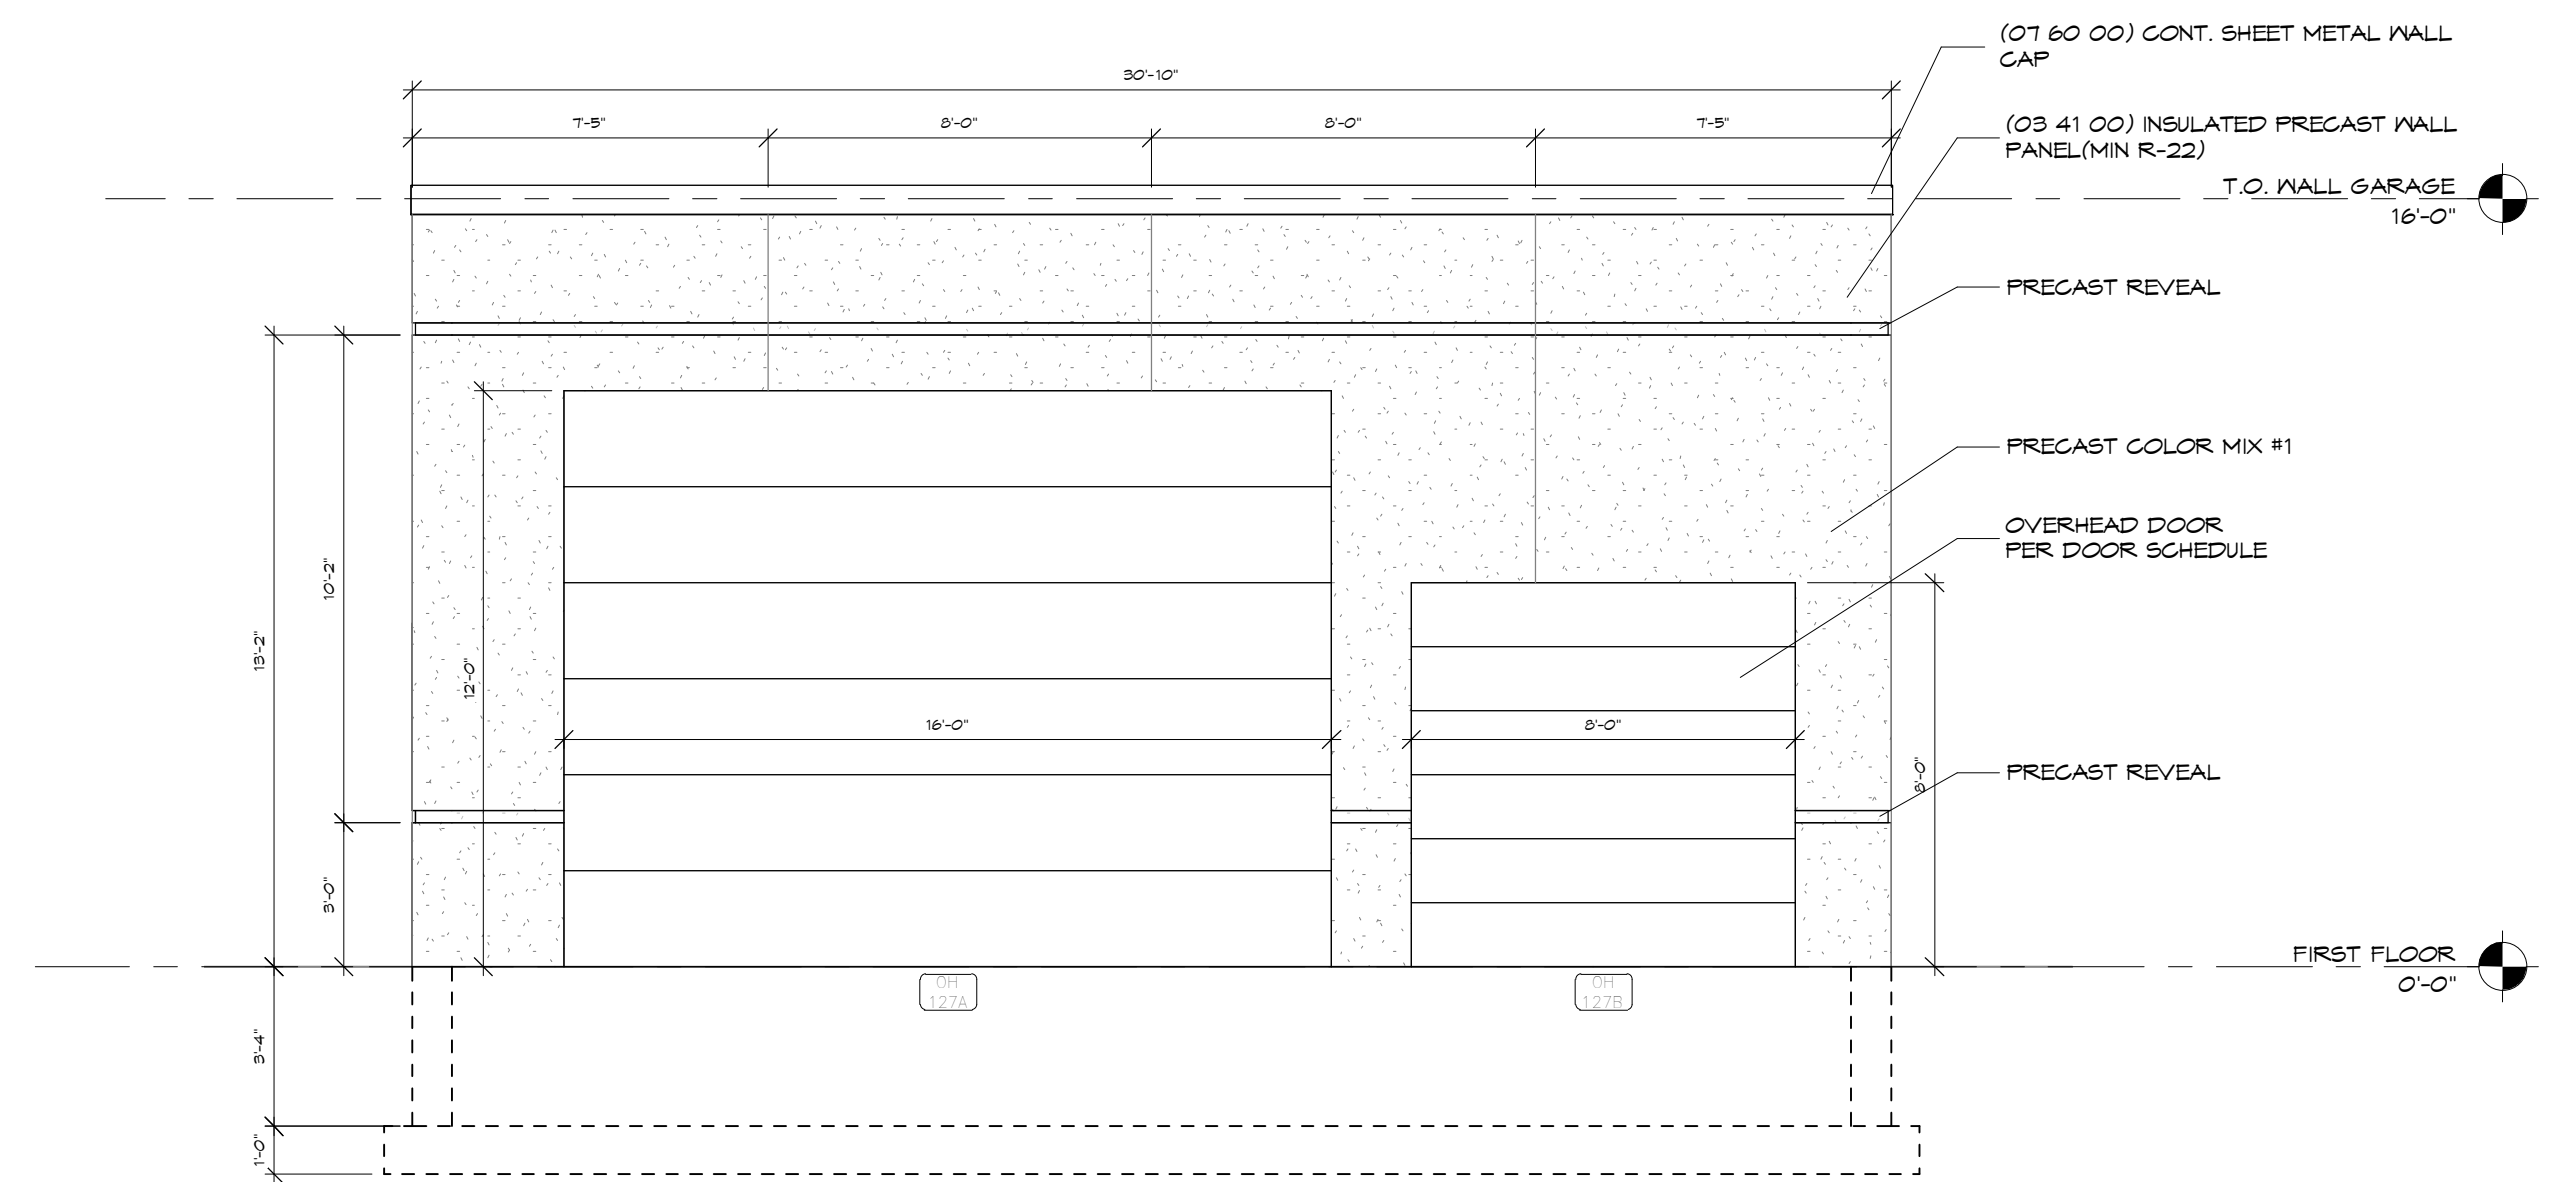 (07 60 00) CONT. SHEET METAL WALL
CAP
30'-10"
7'-5"
8'-0"
8'-0"
7'-5"
(03 41 00) INSULATED PRECAST WALL
PANEL(MIN R-22)
T.O. WALL GARAGE
16'-0"
PRECAST REVEAL
PRECAST COLOR MIX #1
OVERHEAD DOOR
PER DOOR SCHEDULE
10'-2"
13'-2"
12'-0"
16'-0"
8'-0"
8'-0"
PRECAST REVEAL
3'-0"
FIRST FLOOR
0'-0"
OH
127A
OH
127B
3'-4"
1'-0"